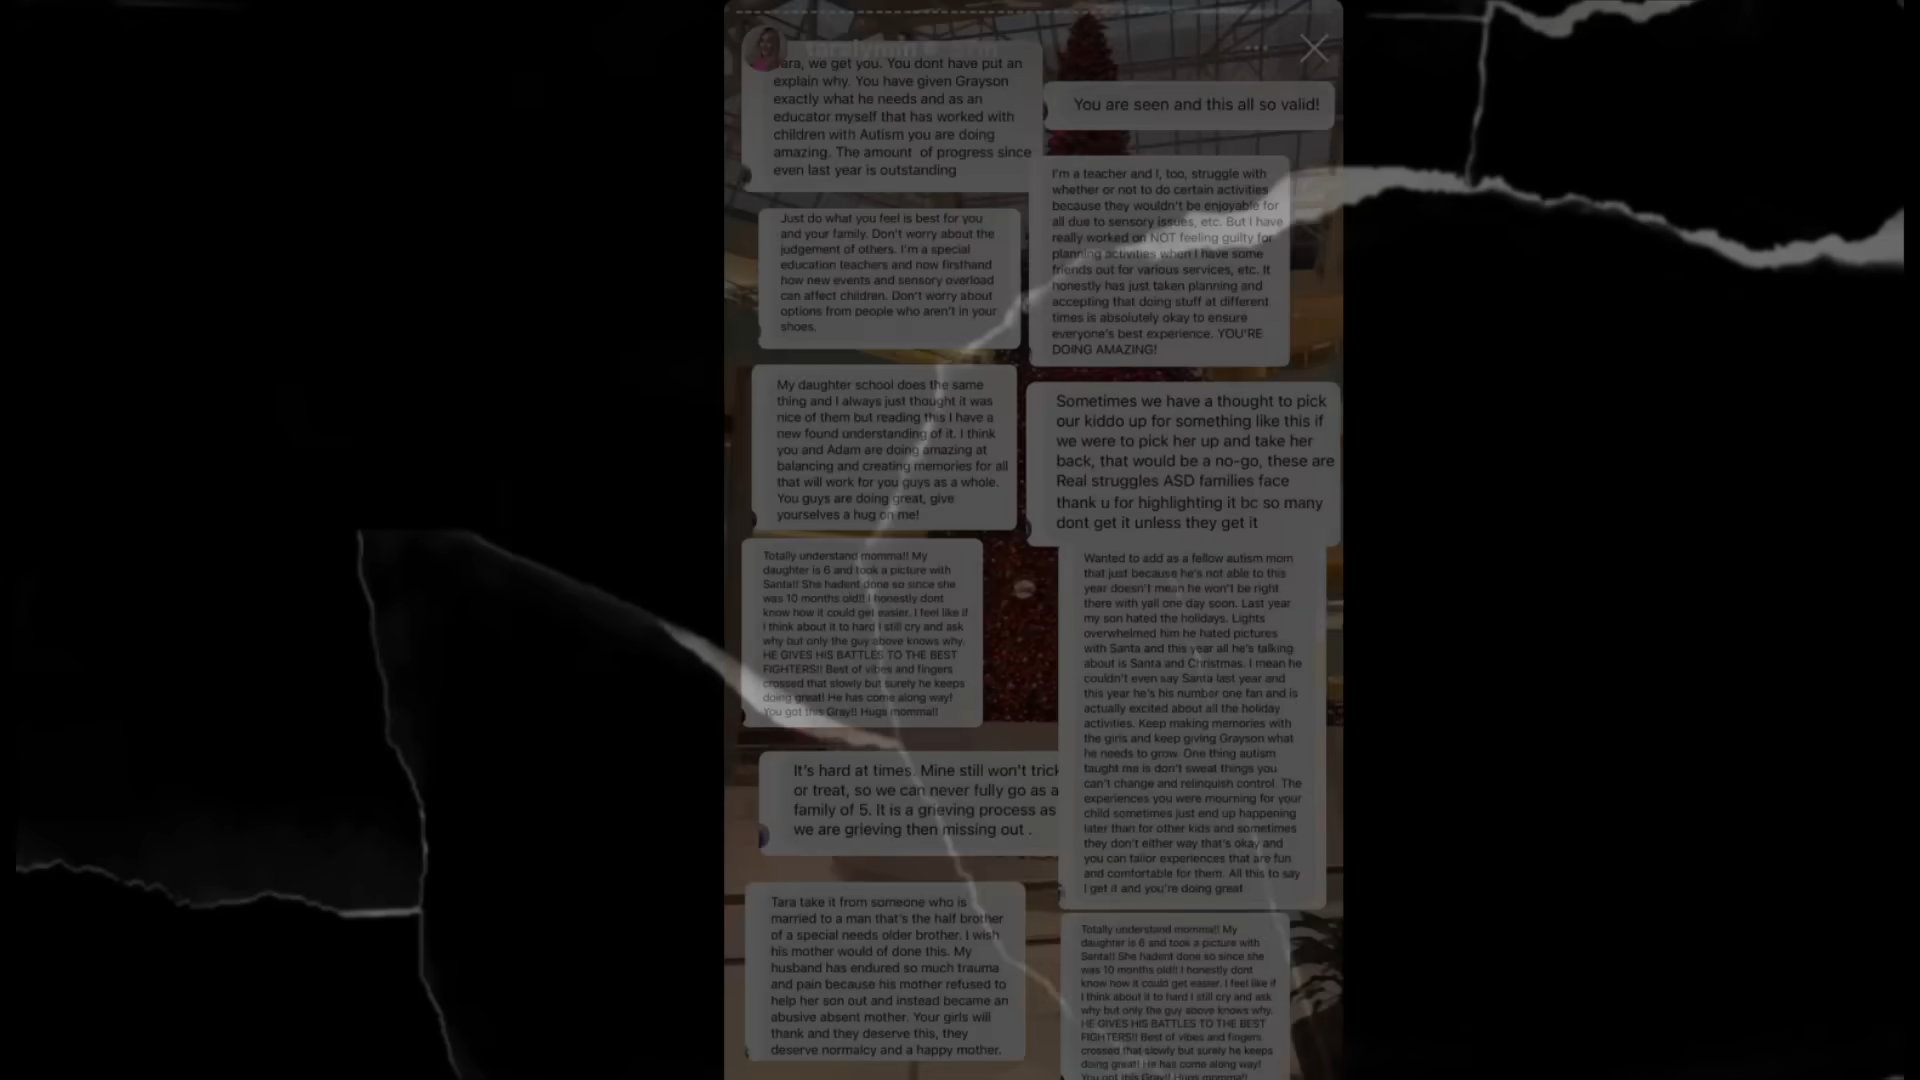 ara, we get you. You dont have put an
explain why. You have given Grayson
exactly what he needs and as an
educator myself that has worked with
children with Autism you are doing
amazing. The amount of progress since
even last year is outstanding
You are seen and this all so valid!
Just do what you feel is best for you
and your family. Don't worry about the
judgement of others. I'm a special
education teachers and now firsthand
how new events and sensory overload
can affect children. Don't worry about
options from people who aren't in your
shoes.
I'm a teacher and I, too, struggle with
whether or not to do certain activities
because they wouldn't be enjoyable for
all due to sensory issues, etc. But I have
really worked on NOT feeling guilty for
planning activities when I have some
friends out for various services, etc. It
honestly has just taken planning and
accepting that doing stuff at different
times is absolutely okay to ensure
everyone's best experience. YOU'RE
DOING AMAZING!
My daughter school does the same
thing and I always just thought it was
nice of them but reading this I have a
new found understanding of it. I think
you and Adam are doing amazing at
balancing and creating memories for all
that will work for you guys as a whole.
You guys are doing great, give
yourselves a hug on me!
Sometimes we have a thought to pick
our kiddo up for something like this if
we were to pick her up and take her
back, that would be a no-go, these are
Real struggles ASD families face
thank u for highlighting it bc so many
dont get it unless they get it
Totally understand momma!! My
daughter is 6 and took a picture with
Santa!! She hadent done so since she
was 10 months old!! I honestly dont
know how it could get easier. I feel like if
I think about it to hard I still cry and ask
why but only the guy above knows why.
HE GIVES HIS BATTLES TO THE BEST
FIGHTERS!! Best of vibes and fingers
crossed that slowly but surely he keeps
doing great! He has come along way!
You got this Gray!! Hugs momma!!
Wanted to add as a fellow autism mom
that just because he's not able to this
year doesn't mean he won't be right
there with yall one day soon. Last year
my son hated the holidays. Lights
overwhelmed him he hated pictures
with Santa and this year all he's talking
about is Santa and Christmas. I mean he
couldn't even say Santa last year and
this year he's his number one fan and is
actually excited about all the holiday
activities. Keep making memories with
the girls and keep giving Grayson what
he needs to grow. One thing autism
taught me is don't sweat things you
can't change and relinquish control. The
experiences you were mourning for your
child sometimes just end up happening
later than for other kids and sometimes
they don't either way that's okay and
you can tailor experiences that are fun
and comfortable for them. All this to say
I get it and you're doing great
It's hard at times. Mine still won't trick
or treat, so we can never fully go as a
family of 5. It is a grieving process as
we are grieving then missing out .
Tara take it from someone who is
married to a man that's the half brother
of a special needs older brother. I wish
his mother would of done this. My
husband has endured so much trauma
and pain because his mother refused to
help her son out and instead became an
abusive absent mother. Your girls will
thank and they deserve this, they
deserve normalcy and a happy mother.
Totally understand momma!! My
daughter is 6 and took a picture with
Santa!! She hadent done so since she
was 10 months old!! I honestly dont
know how it could get easier. I feel like if
I think about it to hard I still cry and ask
why but only the guy above knows why.
HE GIVES HIS BATTLES TO THE BEST
FIGHTERS!! Best of vibes and fingers
crossed that slowly but surely he keeps
doing great! He has come along way!
You got this Gray!! Hugs momma!!